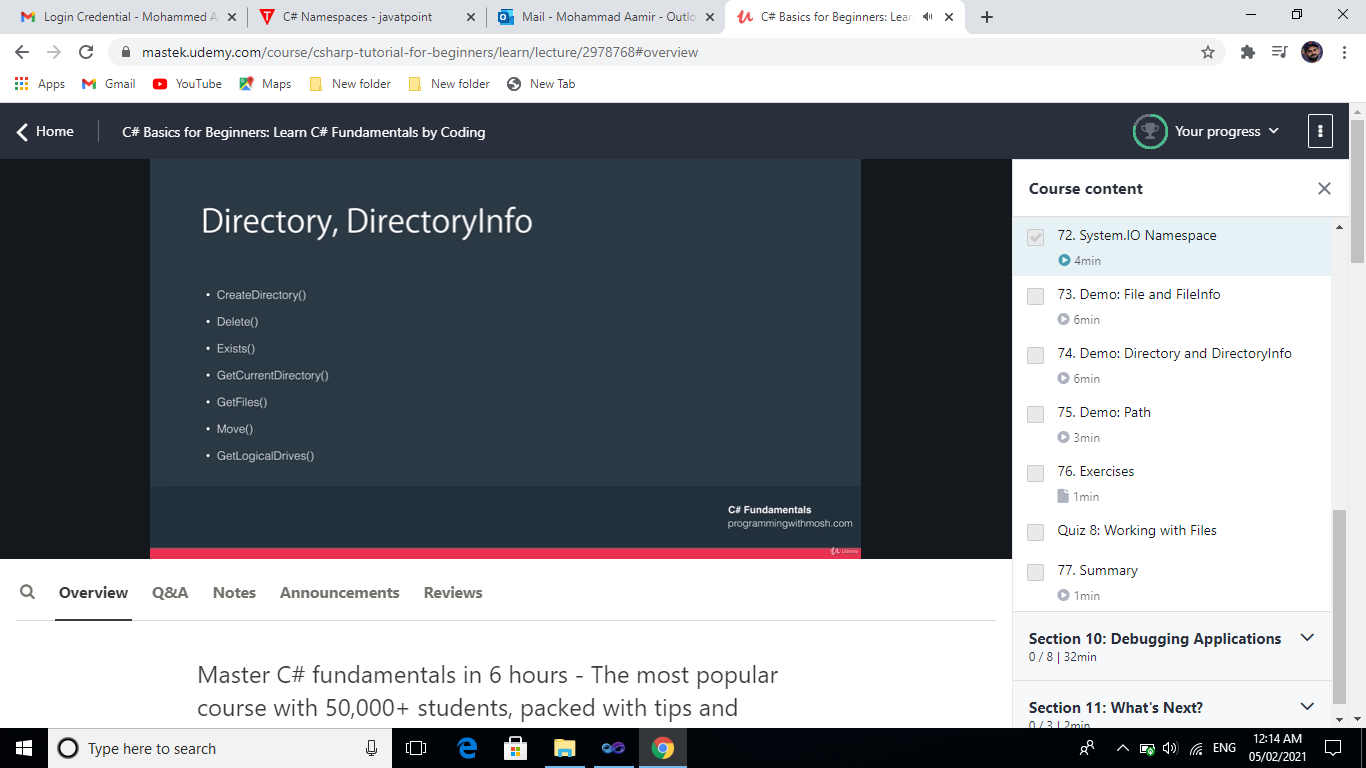 Login Credential - Mohammed A
C# Namespaces - javatpoint
Mail - Mohammad Aamir - Outlo
C# Basics for Beginners: Lear
mastek.udemy.com/course/csharp-tutorial-for-beginners/learn/lecture/2978768#overview
Apps
Gmail
YouTube
Maps
New folder
New folder
New Tab
Home
C# Basics for Beginners: Learn C# Fundamentals by Coding
Your progress
Directory, DirectoryInfo
• CreateDirectory()
• Delete()
• Exists()
• GetCurrentDirectory()
• GetFiles()
• Move()
• GetLogicalDrives()
C# Fundamentals
programmingwithmosh.com
Udemy
Course content
72. System.IO Namespace
4min
73. Demo: File and FileInfo
6min
74. Demo: Directory and DirectoryInfo
6min
75. Demo: Path
3min
76. Exercises
1min
Quiz 8: Working with Files
77. Summary
1min
Section 10: Debugging Applications
0 / 8 | 32min
Section 11: What's Next?
0 / 3 | 2min
Overview
Q&A
Notes
Announcements
Reviews
Master C# fundamentals in 6 hours - The most popular
course with 50,000+ students, packed with tips and
Type here to search
ENG
12:14 AM
05/02/2021